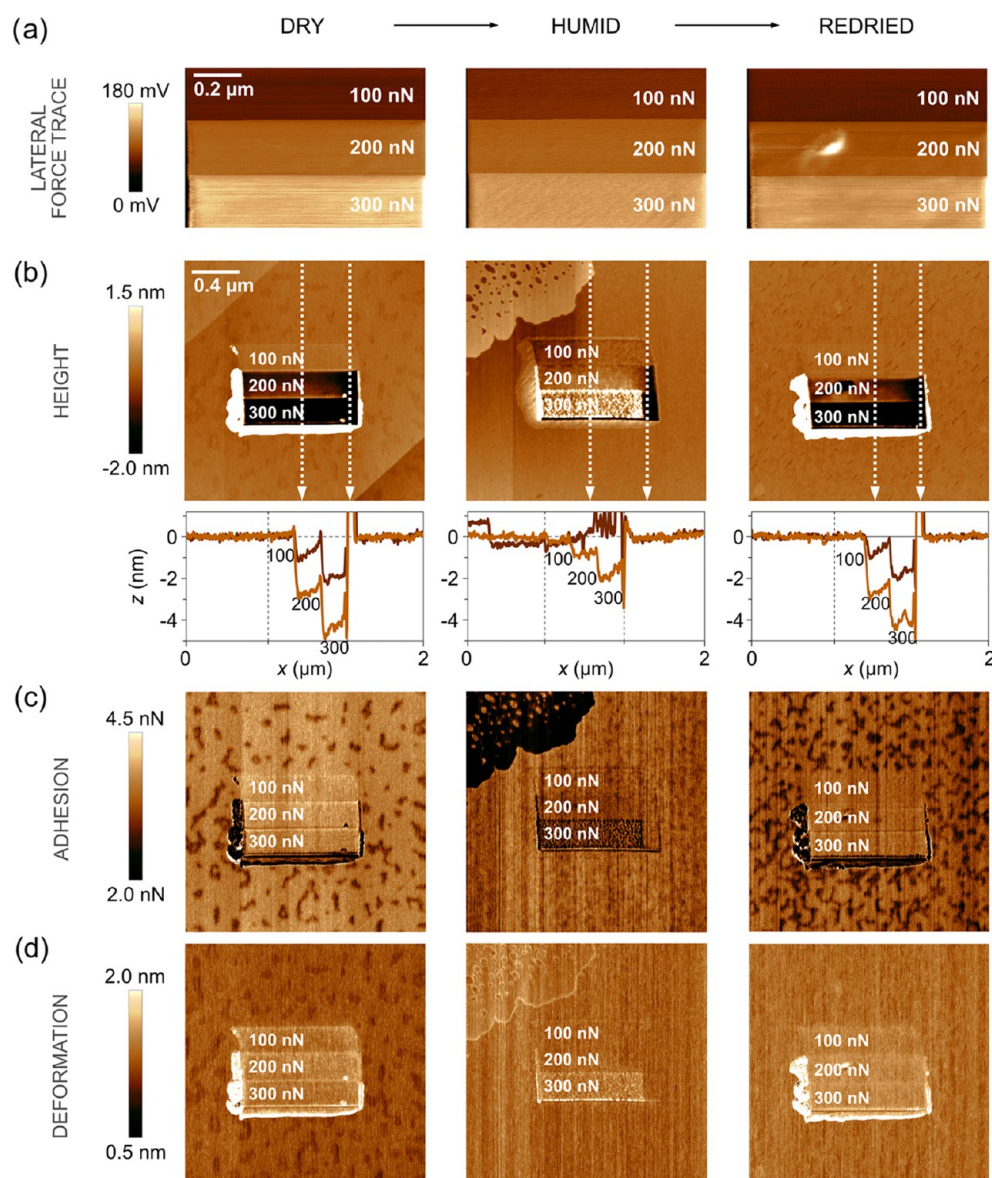 (a)
DRY
HUMID
REDRIED
LATERAL
FORCE TRACE
180 mV
0 mV
0.2 µm
100 nN
200 nN
300 nN
100 nN
200 nN
300 nN
100 nN
200 nN
300 nN
(b)
HEIGHT
1.5 nm
-2.0 nm
0.4 µm
100 nN
200 nN
300 nN
100 nN
200 nN
300 nN
100 nN
200 nN
300 nN
z (nm)
0
-2
-4
100
200
300
0
x (µm)
2
100
200
300
0
x (µm)
2
0
-2
-4
100
200
300
0
x (µm)
2
(c)
ADHESION
4.5 nN
2.0 nN
100 nN
200 nN
300 nN
100 nN
200 nN
300 nN
100 nN
200 nN
300 nN
(d)
DEFORMATION
2.0 nm
0.5 nm
100 nN
200 nN
300 nN
100 nN
200 nN
300 nN
100 nN
200 nN
300 nN